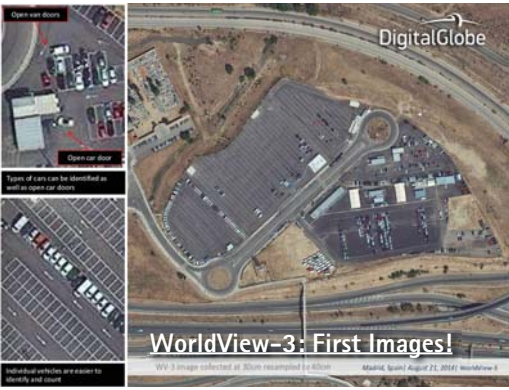 Open van doors
Open car door
Types of cars can be identified as
well as open car doors
Individual vehicles are easier to
identify and count
DigitalGlobe
WorldView-3: First Images!
WV-3 image collected at 30cm resampled to 40cm
Madrid, Spain | August 21, 2014 | WorldView-3